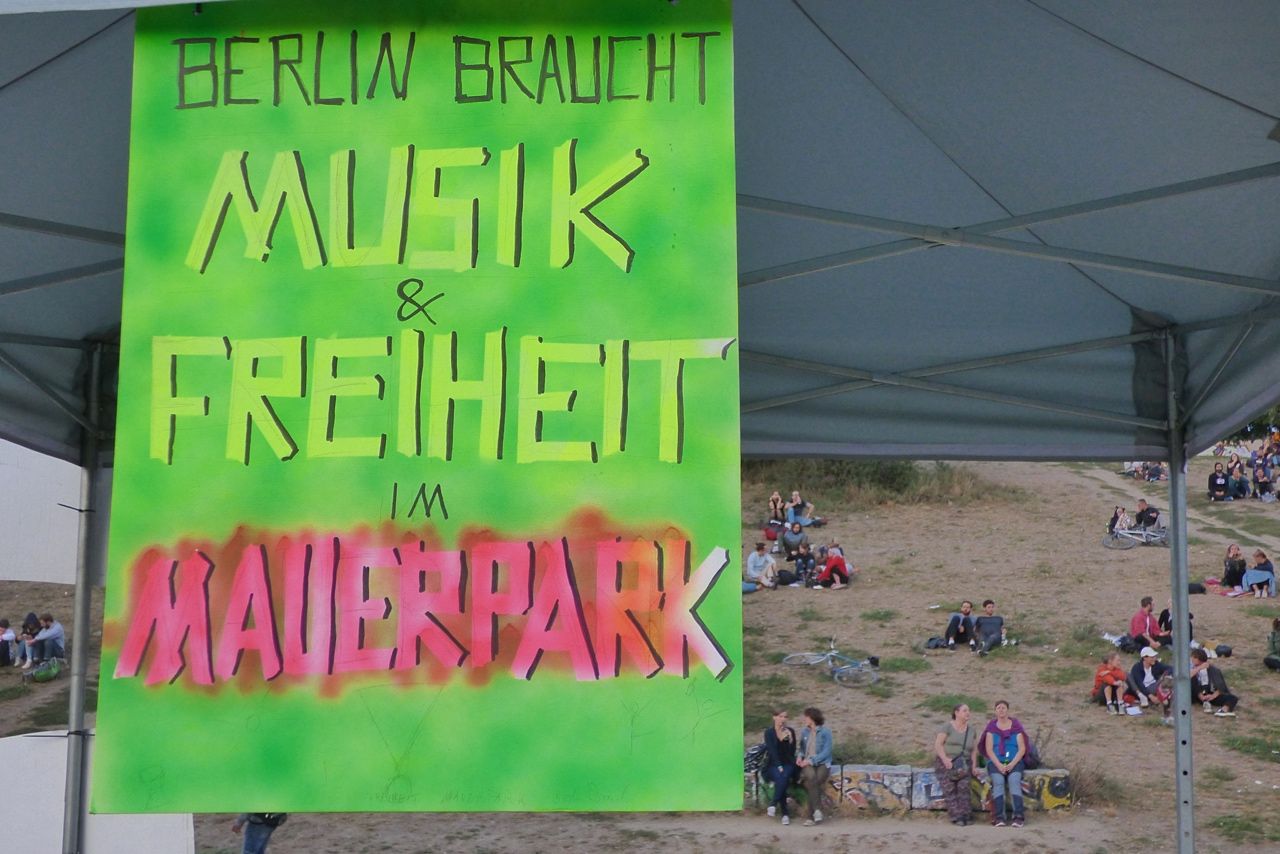 BERLIN BRAUCHT
MUSIK
&
FREIHEIT
IM
MAUERPARK